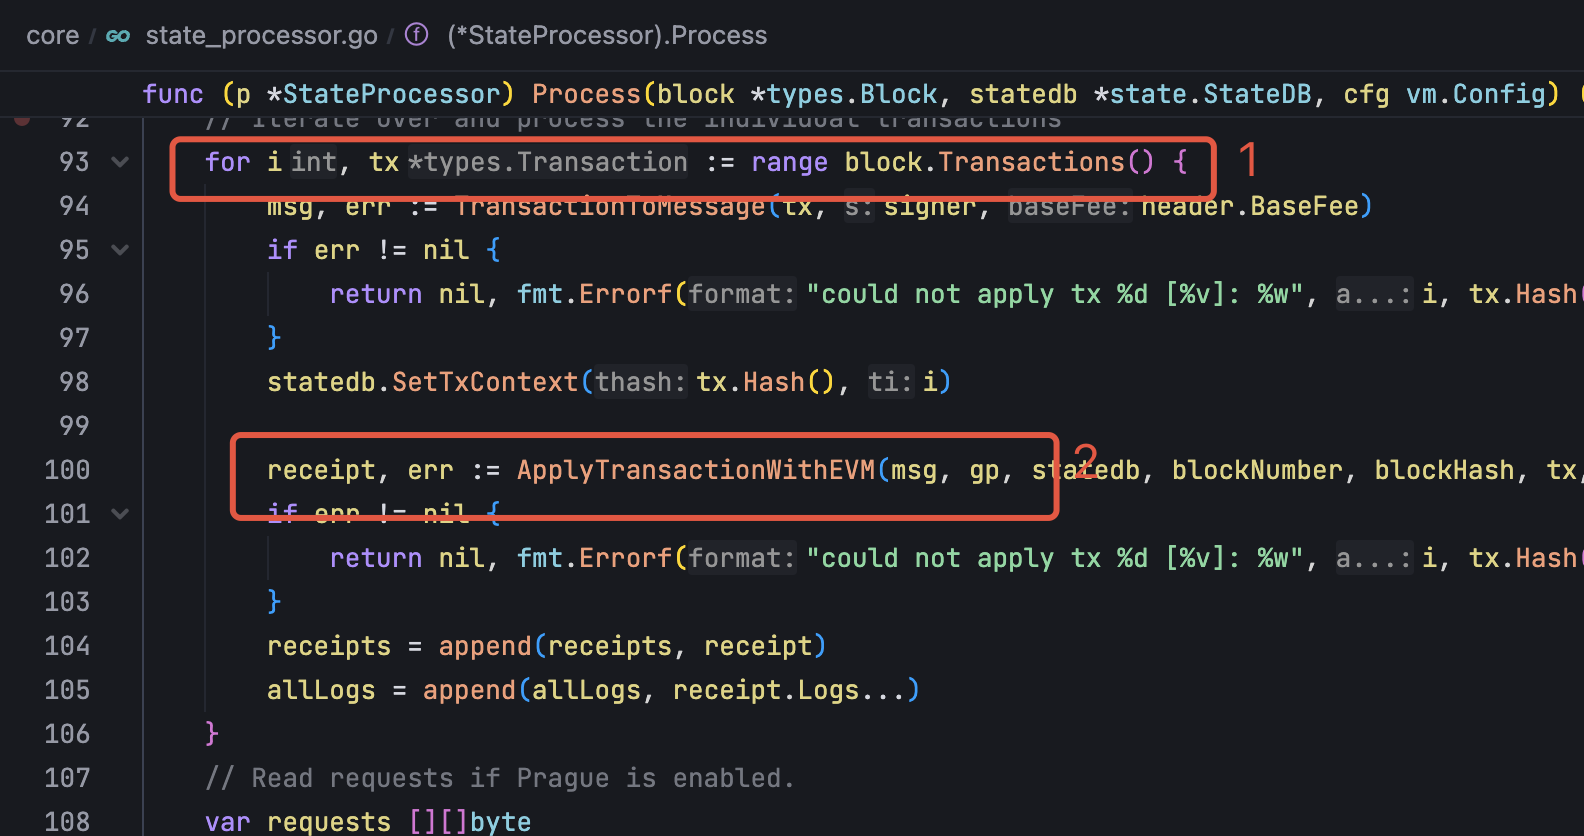 core / GO state_processor.go / f (*StateProcessor).Process
func (p *StateProcessor) Process(block *types.Block, statedb *state.StateDB, cfg vm.Config) (
92 // Iterate over and process the individual transactions
93 for i int, tx *types.Transaction := range block.Transactions() { 1
94 msg, err := TransactionToMessage(tx, s: signer, baseFee: header.BaseFee)
95 if err != nil {
96 return nil, fmt.Errorf(format: "could not apply tx %d [%v]: %w", a...: i, tx.Hash(
97 }
98 statedb.SetTxContext(thash: tx.Hash(), ti: i)
99
100 receipt, err := ApplyTransactionWithEVM(msg, gp, statedb, blockNumber, blockHash, tx, 2
101 if err != nil {
102 return nil, fmt.Errorf(format: "could not apply tx %d [%v]: %w", a...: i, tx.Hash(
103 }
104 receipts = append(receipts, receipt)
105 allLogs = append(allLogs, receipt.Logs...)
106 }
107 // Read requests if Prague is enabled.
108 var requests [][]byte